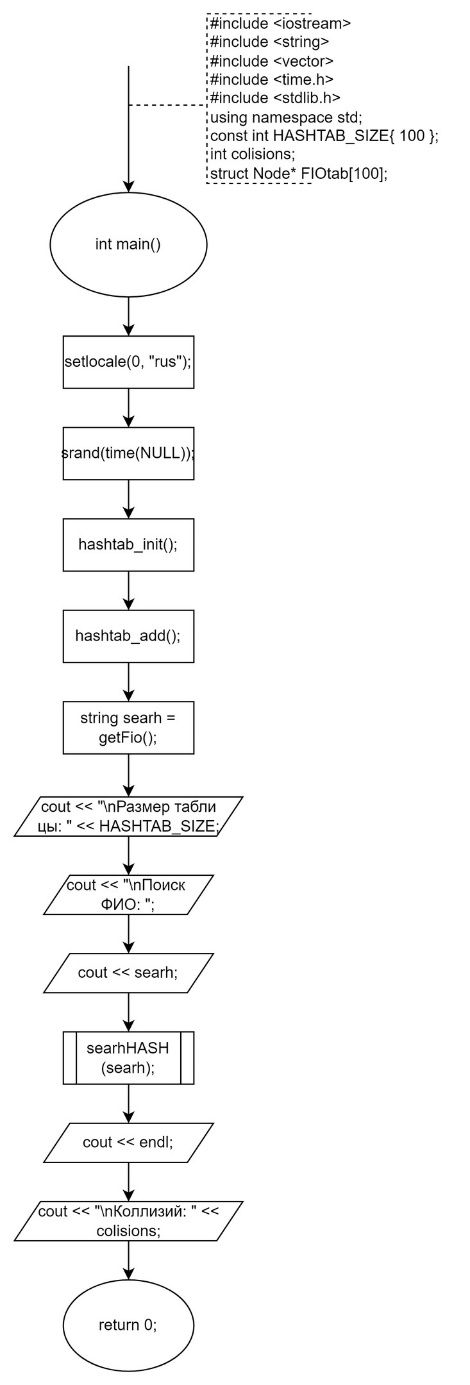 #include <iostream>
#include <string>
#include <vector>
#include <time.h>
#include <stdlib.h>
using namespace std;
const int HASHTAB_SIZE{ 100 };
int colisions;
struct Node* FIOtab[100];
int main()
setlocale(0, "rus");
srand(time(NULL));
hashtab_init();
hashtab_add();
string searh =
getFio();
cout << "\nРазмер табли
цы: " << HASHTAB_SIZE;
cout << "\nПоиск
ФИО: ";
cout << searh;
searhHASH
(searh);
cout << endl;
cout << "\nКоллизий: " <<
colisions;
return 0;